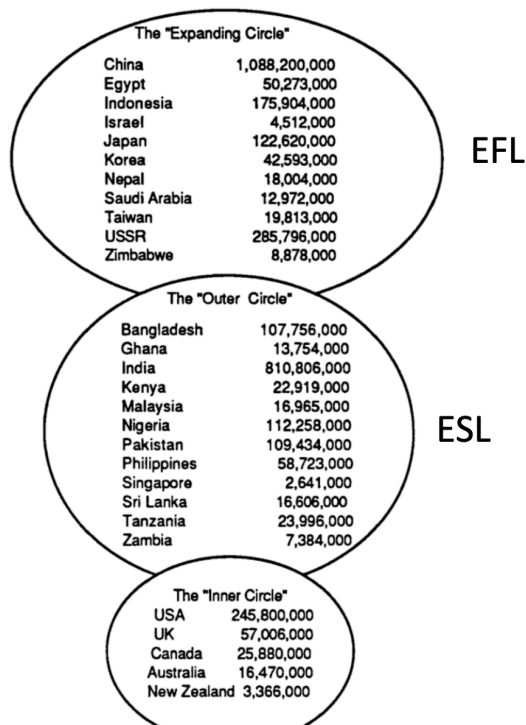 The "Expanding Circle"
China 1,088,200,000
Egypt 50,273,000
Indonesia 175,904,000
Israel 4,512,000
Japan 122,620,000
Korea 42,593,000
Nepal 18,004,000
Saudi Arabia 12,972,000
Taiwan 19,813,000
USSR 285,796,000
Zimbabwe 8,878,000
EFL
The "Outer Circle"
Bangladesh 107,756,000
Ghana 13,754,000
India 810,806,000
Kenya 22,919,000
Malaysia 16,965,000
Nigeria 112,258,000
Pakistan 109,434,000
Philippines 58,723,000
Singapore 2,641,000
Sri Lanka 16,606,000
Tanzania 23,996,000
Zambia 7,384,000
ESL
The "Inner Circle"
USA 245,800,000
UK 57,006,000
Canada 25,880,000
Australia 16,470,000
New Zealand 3,366,000